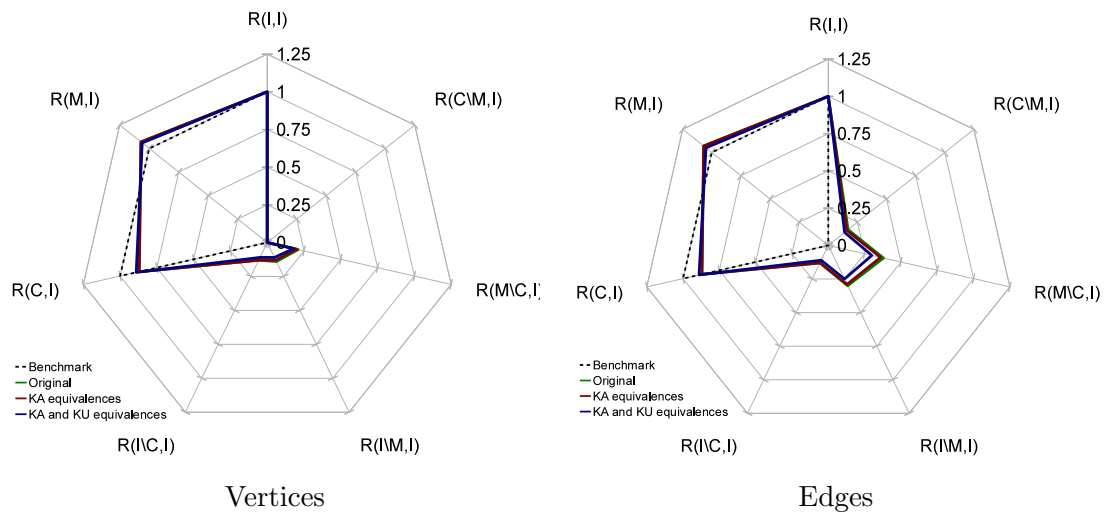 R(I,I)
1.25
R(M,I)
R(C\M,I)
1
0.75
0.5
0.25
0
R(C,I)
R(M\C,I)
Benchmark
Original
KA equivalences
KA and KU equivalences
R(I\C,I)
R(I\M,I)
Vertices
R(I,I)
1.25
R(M,I)
R(C\M,I)
1
0.75
0.5
0.25
0
R(C,I)
R(M\C,I)
Benchmark
Original
KA equivalences
KA and KU equivalences
R(I\C,I)
R(I\M,I)
Edges